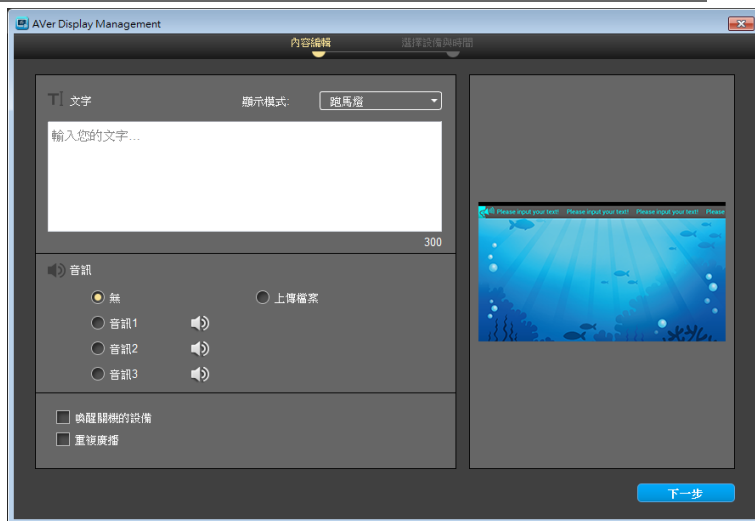 AVer Display Management
內容編輯 選擇設備與時間
文字 顯示模式: 跑馬燈
輸入您的文字...
300
Please input your text! Please input your text! Please input your text! Please
音訊
無 上傳檔案
音訊1
音訊2
音訊3
喚醒關機的設備
重複廣播
下一步